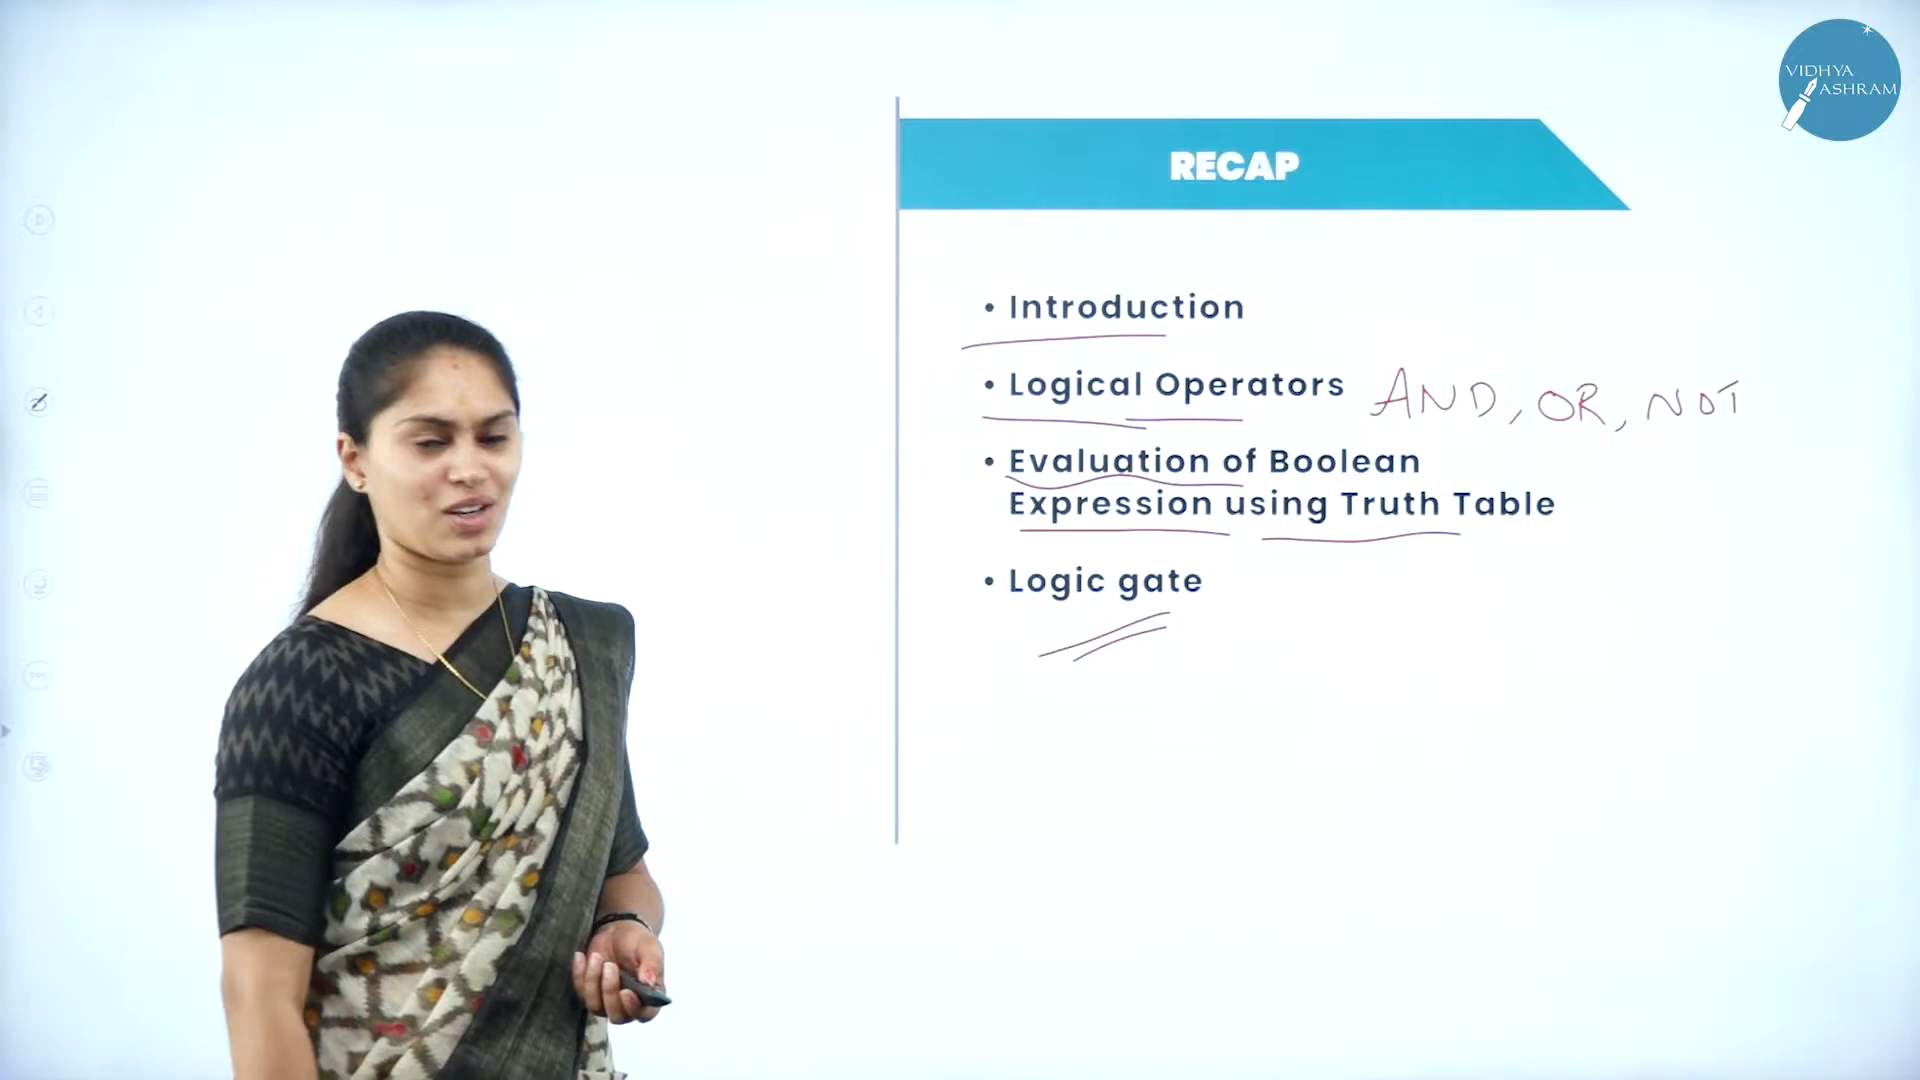 VIDHYA
ASHRAM
RECAP
• Introduction
• Logical Operators AND, OR, NOT
• Evaluation of Boolean
Expression using Truth Table
• Logic gate